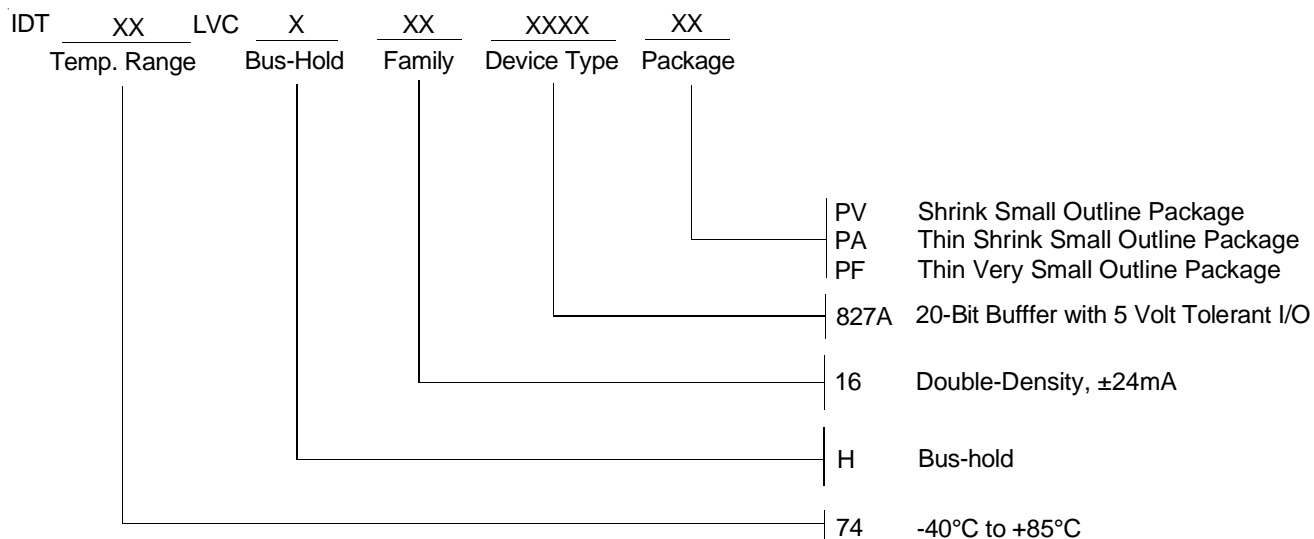 IDT XX LVC X XX XXXX XX
Temp. Range Bus-Hold Family Device Type Package
PV Shrink Small Outline Package
PA Thin Shrink Small Outline Package
PF Thin Very Small Outline Package
827A 20-Bit Bufffer with 5 Volt Tolerant I/O
16 Double-Density, ±24mA
H Bus-hold
74 -40°C to +85°C